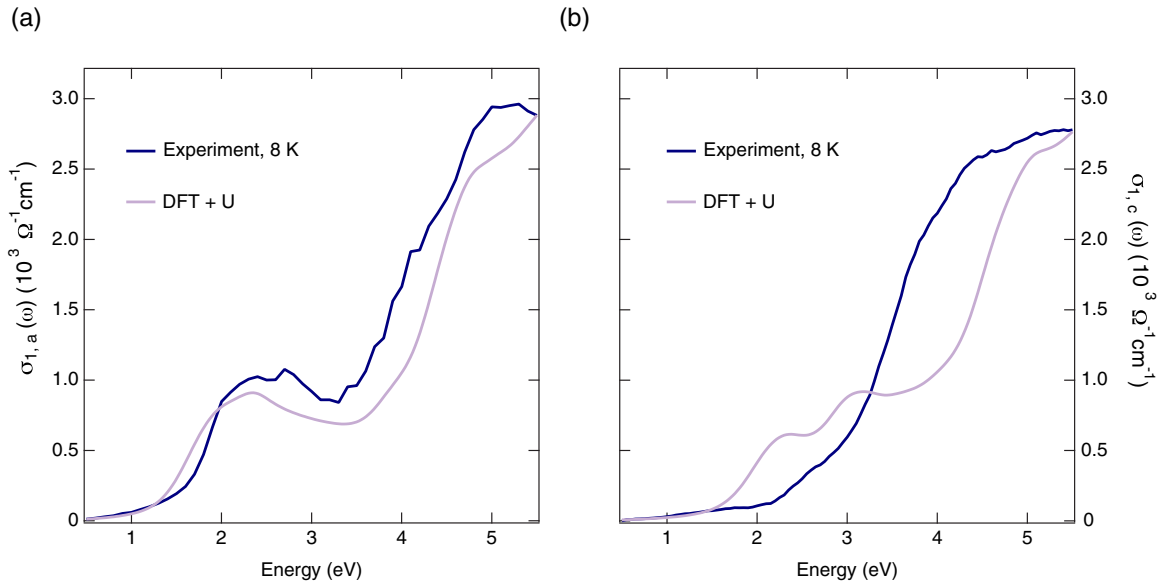 (a)
3.0
2.5
2.0
1.5
1.0
0.5
0
σ1, a (ω) (10³ Ω⁻¹cm⁻¹)
Experiment, 8 K
DFT + U
1 2 3 4 5
Energy (eV)
(b)
Experiment, 8 K
DFT + U
3.0
2.5
2.0
1.5
1.0
0.5
0
σ1, c (ω) (10³ Ω⁻¹cm⁻¹)
1 2 3 4 5
Energy (eV)